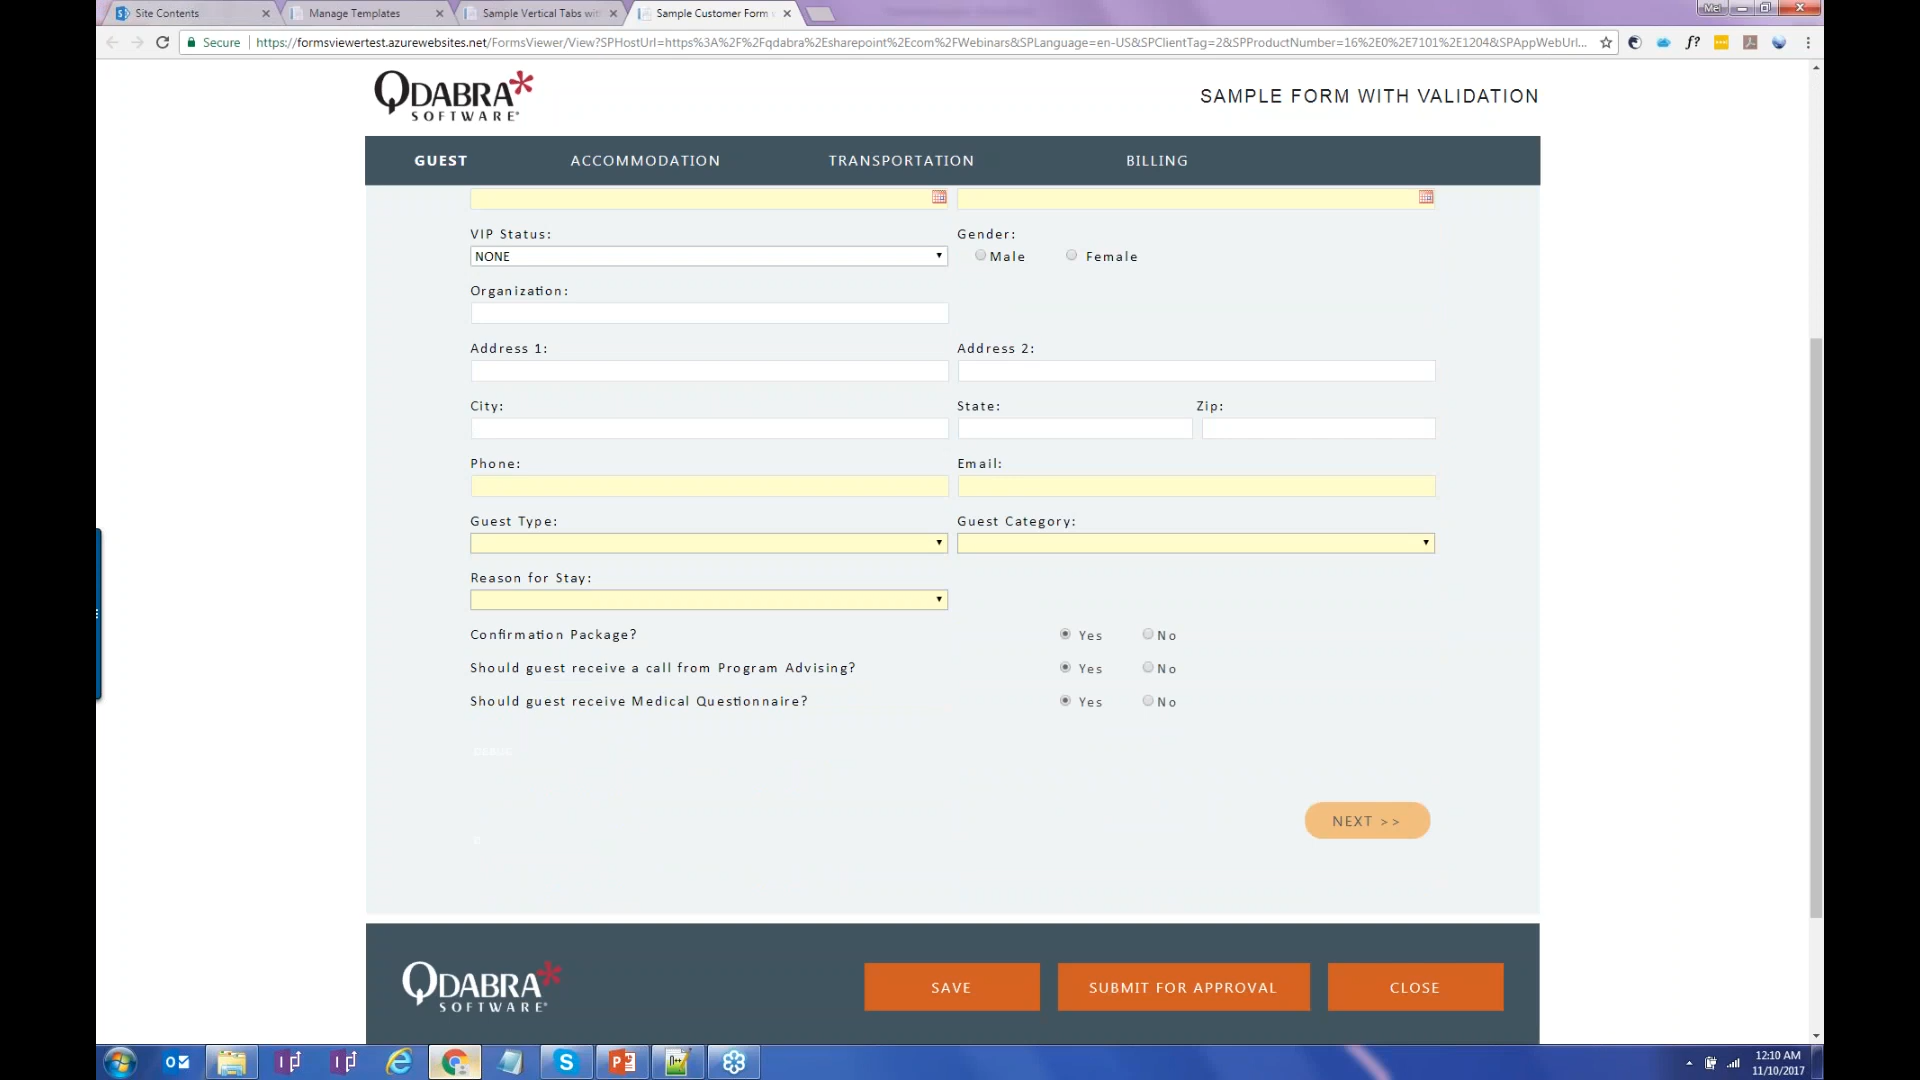 Site Contents
Manage Templates
Sample Vertical Tabs wit
Sample Customer Form
Mel
Secure
https://formsviewertest.azurewebsites.net/FormsViewer/View?SPHostUrl=https%3A%2F%2Fqdabra%2Esharepoint%2Ecom%2FWebinars&SPLanguage=en-US&SPClientTag=2&SPProductNumber=16%2E0%2E7101%2E1204&SPAppWebUrl...
f?
QDABRA
SOFTWARE
SAMPLE FORM WITH VALIDATION
GUEST ACCOMMODATION TRANSPORTATION BILLING
VIP Status: Gender:
NONE Male Female
Organization:
Address 1: Address 2:
City: State: Zip:
Phone: Email:
Guest Type: Guest Category:
Reason for Stay:
Confirmation Package? Yes No
Should guest receive a call from Program Advising? Yes No
Should guest receive Medical Questionnaire? Yes No
NEXT >>
QDABRA
SOFTWARE
SAVE SUBMIT FOR APPROVAL CLOSE
12:10 AM
11/10/2017